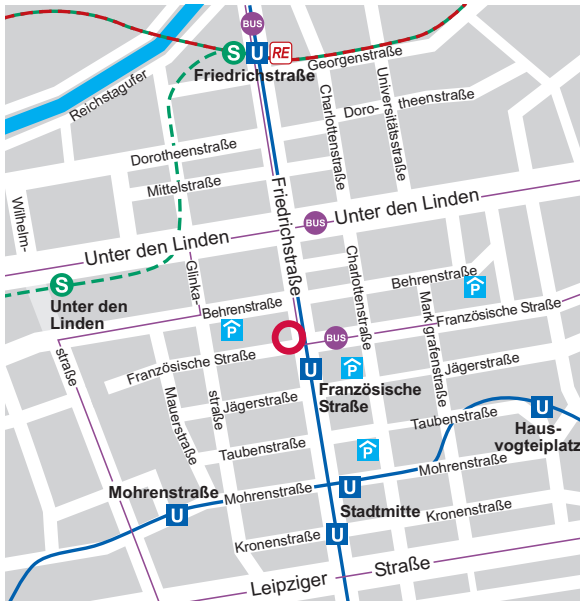 BUS
S
U
RE
Friedrichstraße
Georgenstraße
Reichstagufer
Charlottenstraße
Universitätsstraße
Doro-
theenstraße
Dorotheenstraße
Mittelstraße
Friedrichstraße
Wilhelm-
Unter den Linden
BUS
Unter den Linden
S
Unter den
Linden
Glinka-
Charlottenstraße
Behrenstraße
P
Behrenstraße
P
Markgrafenstraße
Französische Straße
BUS
straße
Französische Straße
U
P
Jägerstraße
Französische
Straße
straße
Mauerstraße
Jägerstraße
Taubenstraße
U
Haus-
vogteiplatz
Taubenstraße
P
Mohrenstraße
Mohrenstraße
Mohrenstraße
U
U
Stadtmitte
Kronenstraße
Kronenstraße
U
Leipziger
Straße